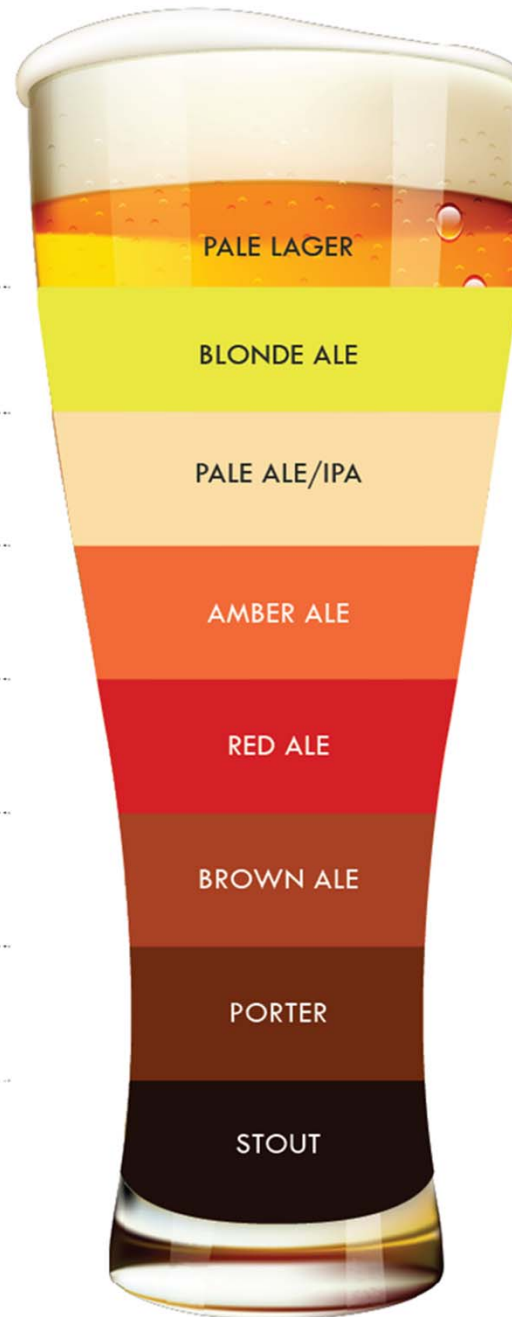 PALE LAGER
BLONDE ALE
PALE ALE/IPA
AMBER ALE
RED ALE
BROWN ALE
PORTER
STOUT